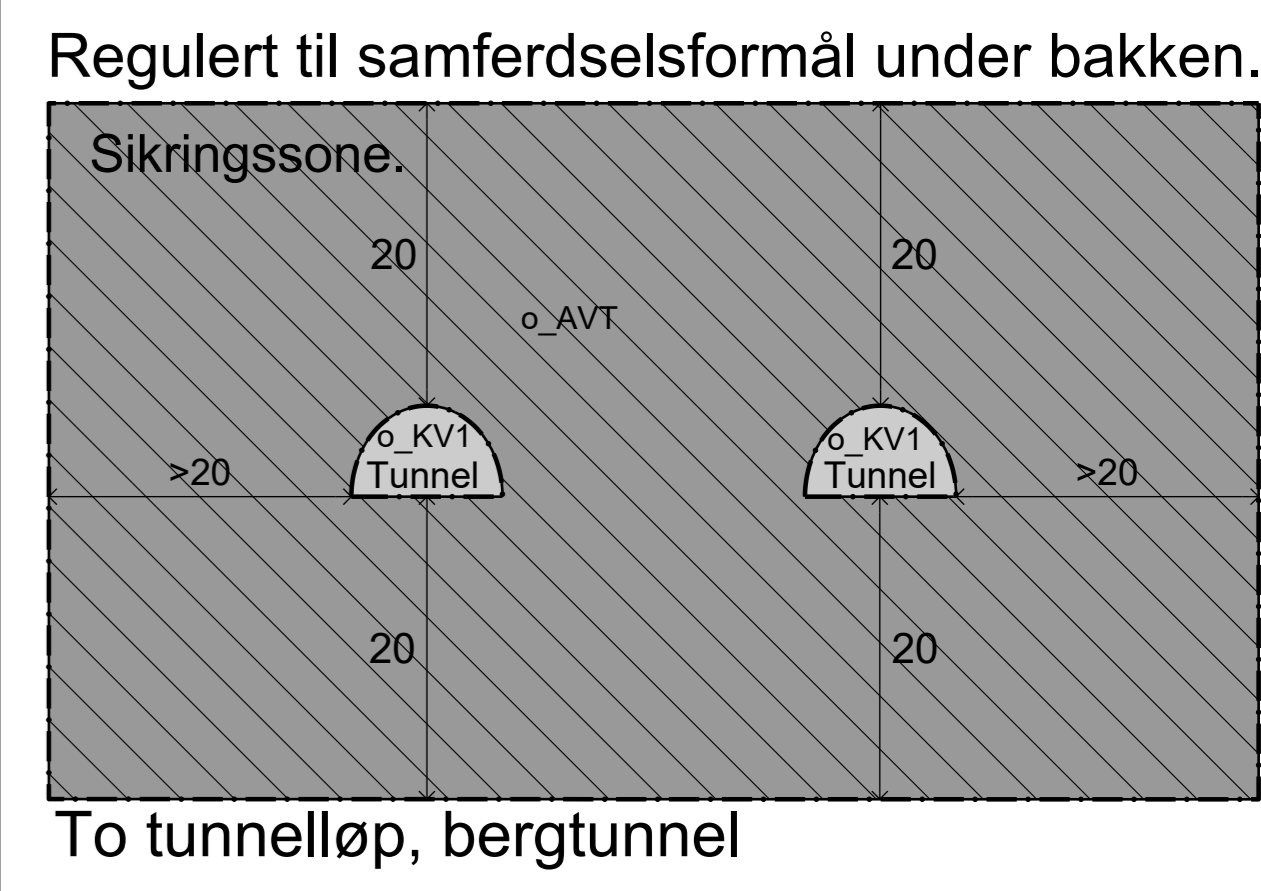 Regulert til samferdselsformål under bakken.
Sikringssone.
20
20
o_AVT
o_KV1
Tunnel
o_KV1
Tunnel
>20
>20
20
20
To tunnelløp, bergtunnel